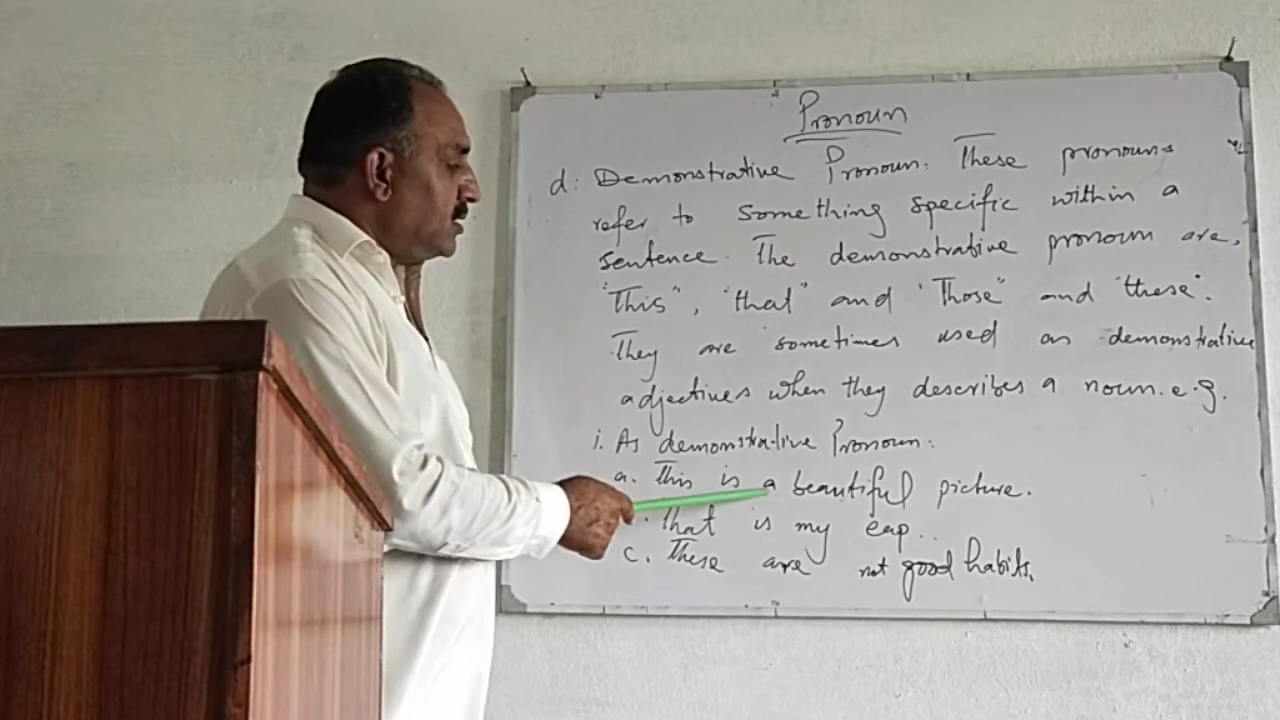 Pronoun
d: Demonstrative Pronoun: These pronouns
refer to something specific within a
sentence. The demonstrative pronoun are,
"This", "that" and "Those" and "these".
They are sometimes used as demonstrative
adjectives when they describes a noun. e.g.
i. As demonstrative Pronoun:
a. This is a beautiful picture.
. That is my cap..
c. These are not good habits.